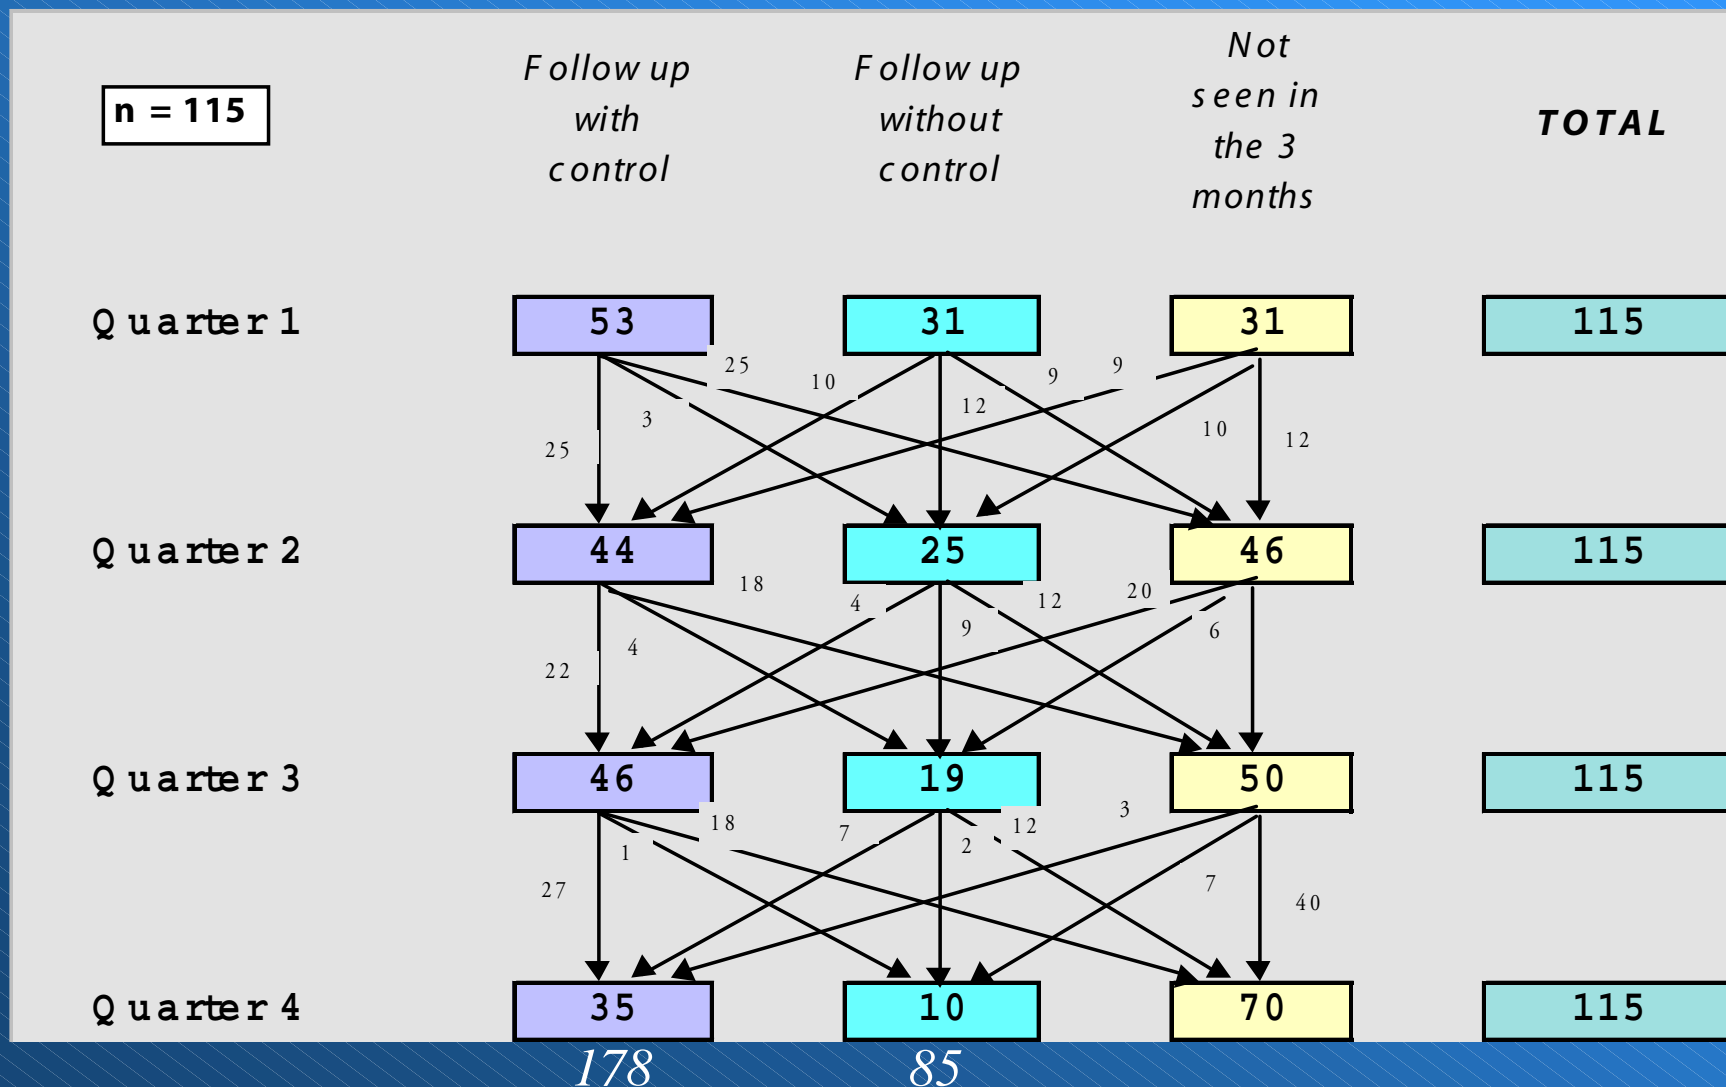 n = 115
Follow up
with
control
Follow up
without
control
Not
seen in
the 3
months
TOTAL
Quarter 1 53 31 31 115
25 10 9 9
3 12
25 10 12
Quarter 2 44 25 46 115
18 4 12 20
4 9 6
22
Quarter 3 46 19 50 115
18 7 12 3
1 2
27 7 40
Quarter 4 35 10 70 115
178 85